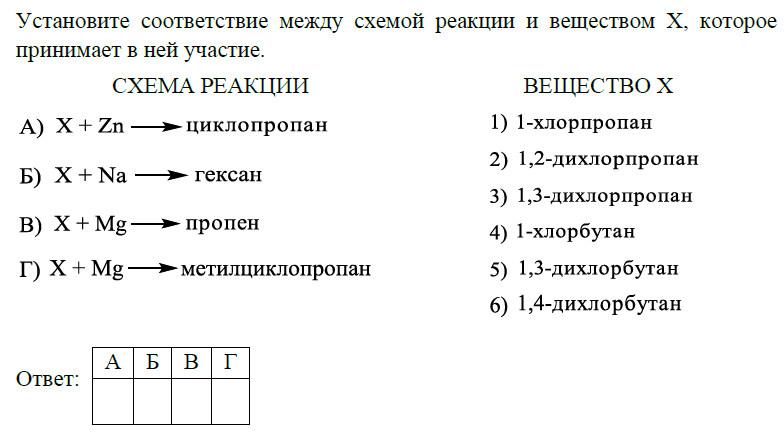 Установите соответствие между схемой реакции и веществом X, которое
принимает в ней участие.
СХЕМА РЕАКЦИИ
А) X + Zn ⟶ циклопропан
Б) X + Na ⟶ гексан
В) X + Mg ⟶ пропен
Г) X + Mg ⟶ метилциклопропан
ВЕЩЕСТВО X
1) 1-хлорпропан
2) 1,2-дихлорпропан
3) 1,3-дихлорпропан
4) 1-хлорбутан
5) 1,3-дихлорбутан
6) 1,4-дихлорбутан
Ответ:
А Б В Г